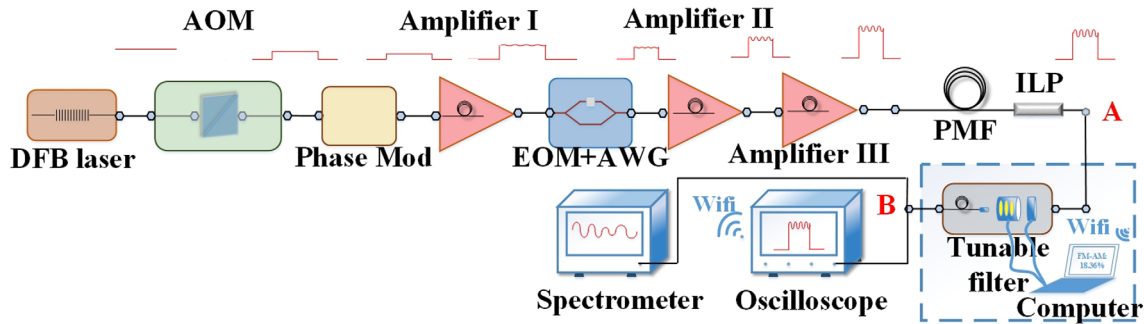 AOM
Amplifier I
Amplifier II
ILP
A
DFB laser
Phase Mod
EOM+AWG
Amplifier III
PMF
Wifi
B
Wifi
Tunable
filter
FM-AM:
18.36%
Spectrometer
Oscilloscope
Computer